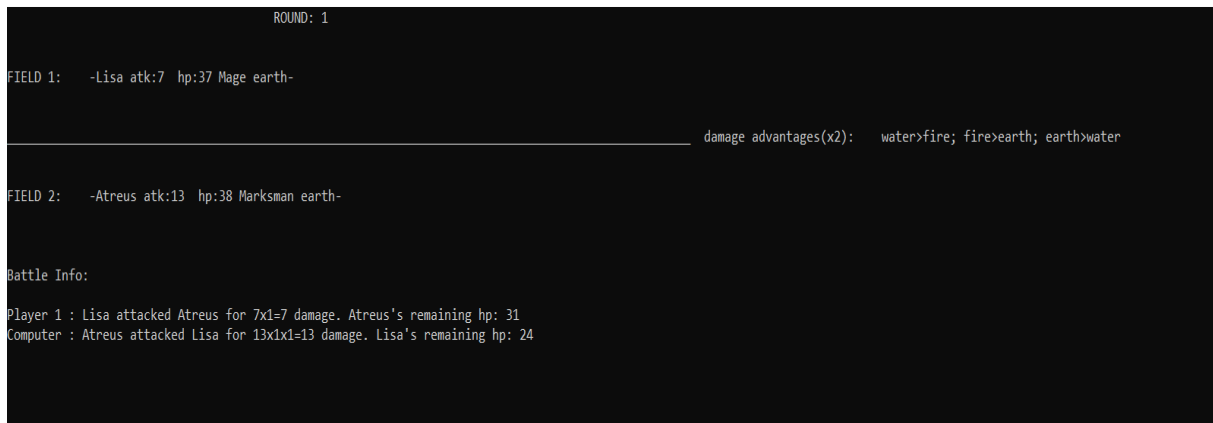 ROUND: 1
FIELD 1:    -Lisa atk:7  hp:37 Mage earth-
damage advantages(x2):    water>fire; fire>earth; earth>water
FIELD 2:    -Atreus atk:13  hp:38 Marksman earth-
Battle Info:
Player 1 : Lisa attacked Atreus for 7x1=7 damage. Atreus's remaining hp: 31
Computer : Atreus attacked Lisa for 13x1x1=13 damage. Lisa's remaining hp: 24